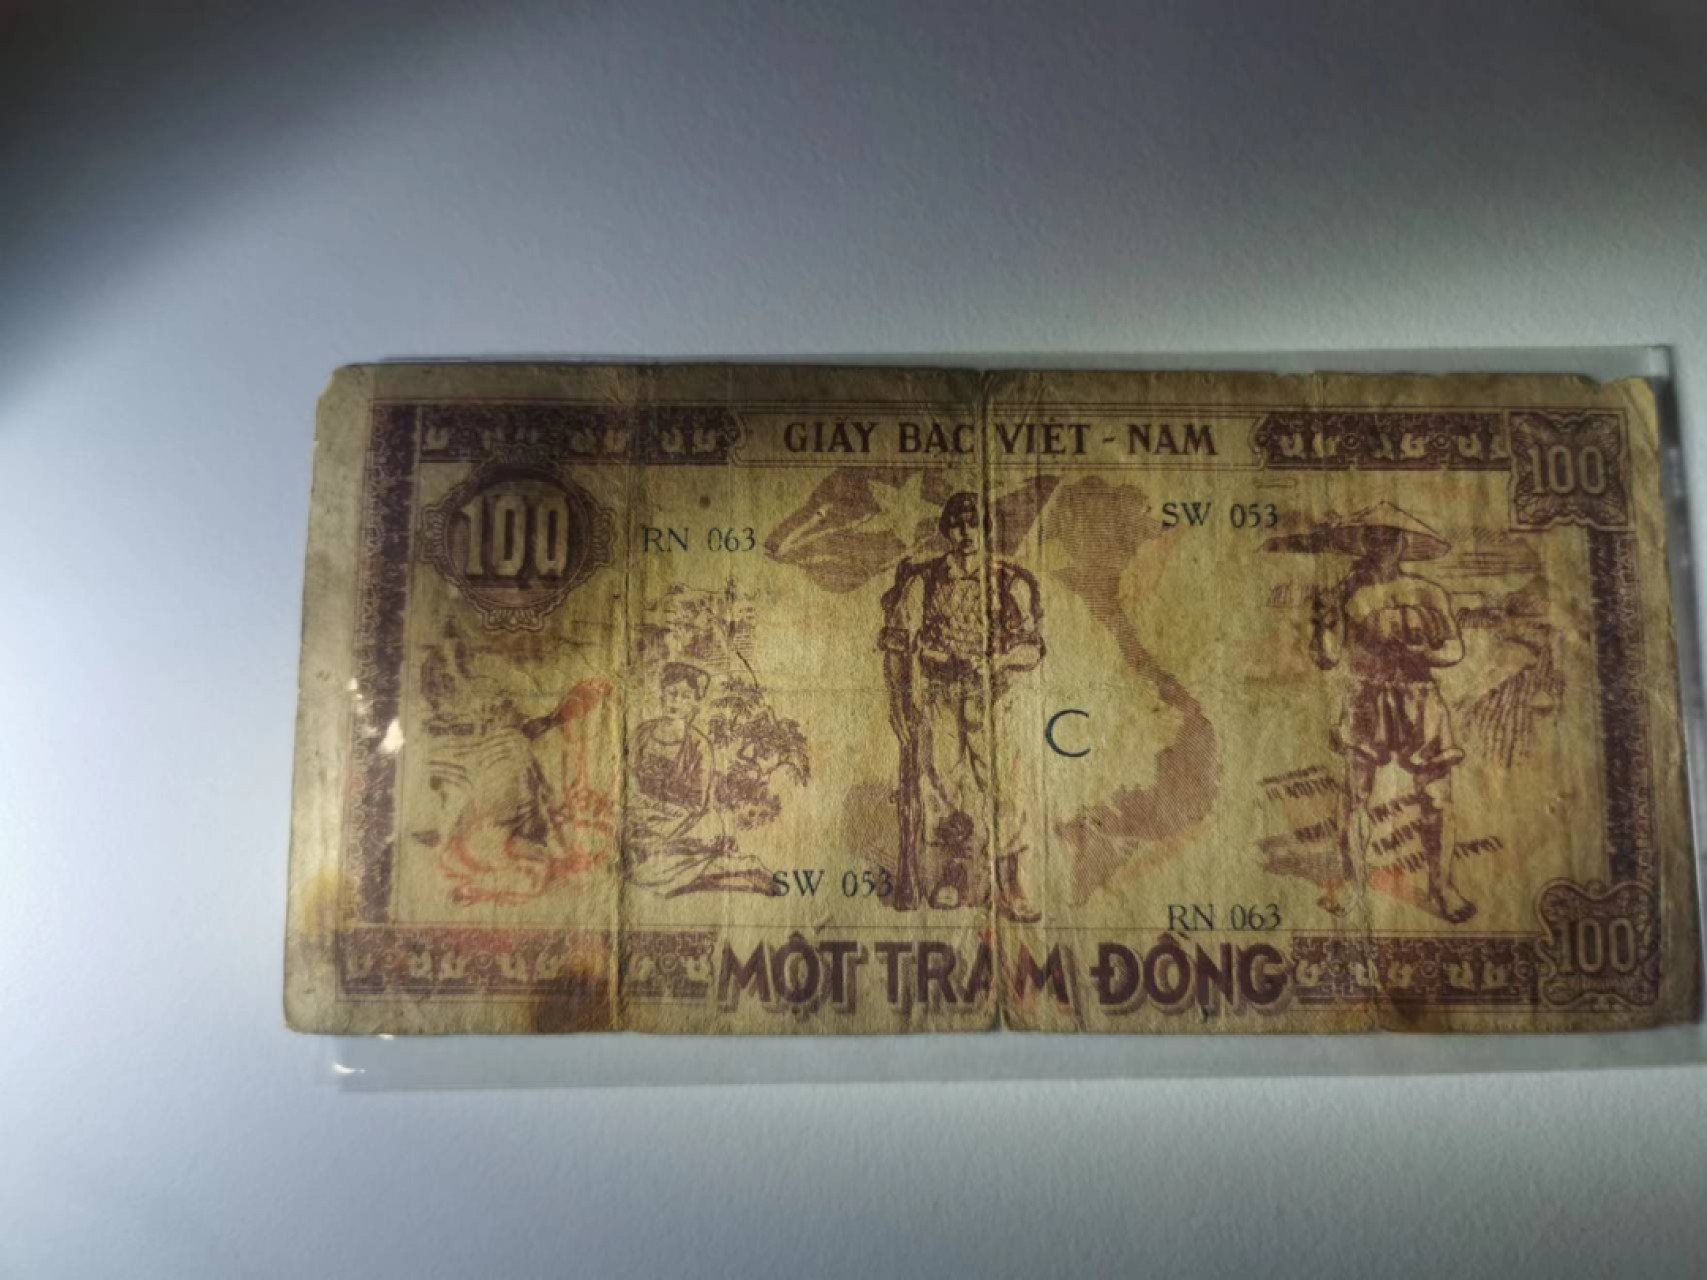 GIẤY BẠC VIỆT-NAM
100
100
RN 063
SW 053
C
SW 053
RN 063
MỘT TRĂM ĐỒNG
100